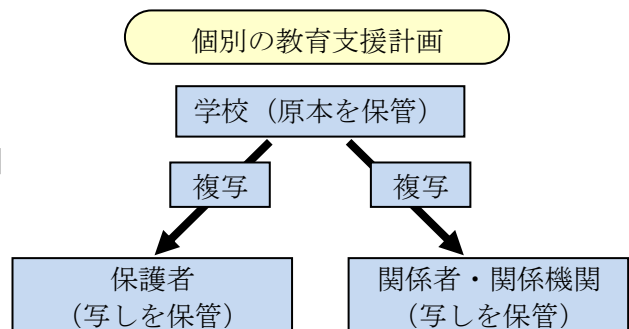 個別の教育支援計画
学校（原本を保管）
複写
複写
保護者
（写しを保管）
関係者・関係機関
（写しを保管）